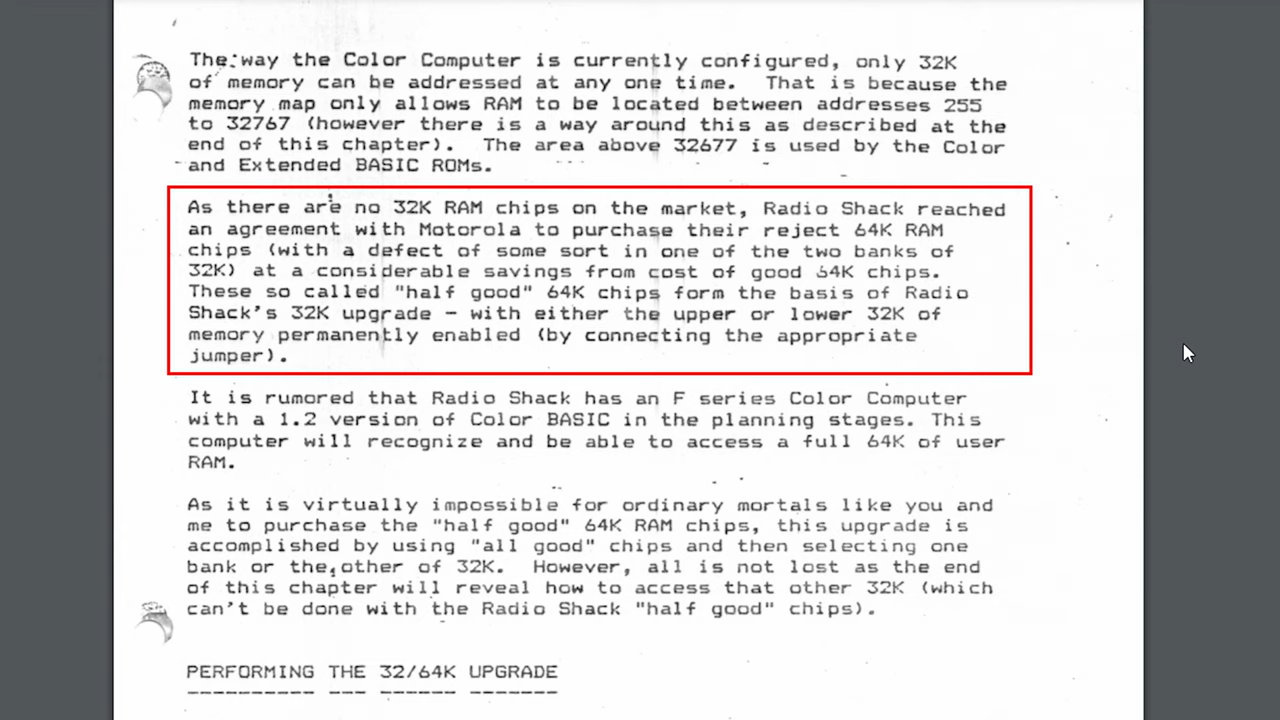 The way the Color Computer is currently configured, only 32K
of memory can be addressed at any one time.  That is because the
memory map only allows RAM to be located between addresses 255
to 32767 (however there is a way around this as described at the
end of this chapter).  The area above 32677 is used by the Color
and Extended BASIC ROMs.
As there are no 32K RAM chips on the market, Radio Shack reached
an agreement with Motorola to purchase their reject 64K RAM
chips (with a defect of some sort in one of the two banks of
32K) at a considerable savings from cost of good 64K chips.
These so called "half good" 64K chips form the basis of Radio
Shack's 32K upgrade - with either the upper or lower 32K of
memory permanently enabled (by connecting the appropriate
jumper).
It is rumored that Radio Shack has an F series Color Computer
with a 1.2 version of Color BASIC in the planning stages.  This
computer will recognize and be able to access a full 64K of user
RAM.
As it is virtually impossible for ordinary mortals like you and
me to purchase the "half good" 64K RAM chips, this upgrade is
accomplished by using "all good" chips and then selecting one
bank or the other of 32K.  However, all is not lost as the end
of this chapter will reveal how to access that other 32K (which
can't be done with the Radio Shack "half good" chips).
PERFORMING THE 32/64K UPGRADE
---------- --- ------ -------